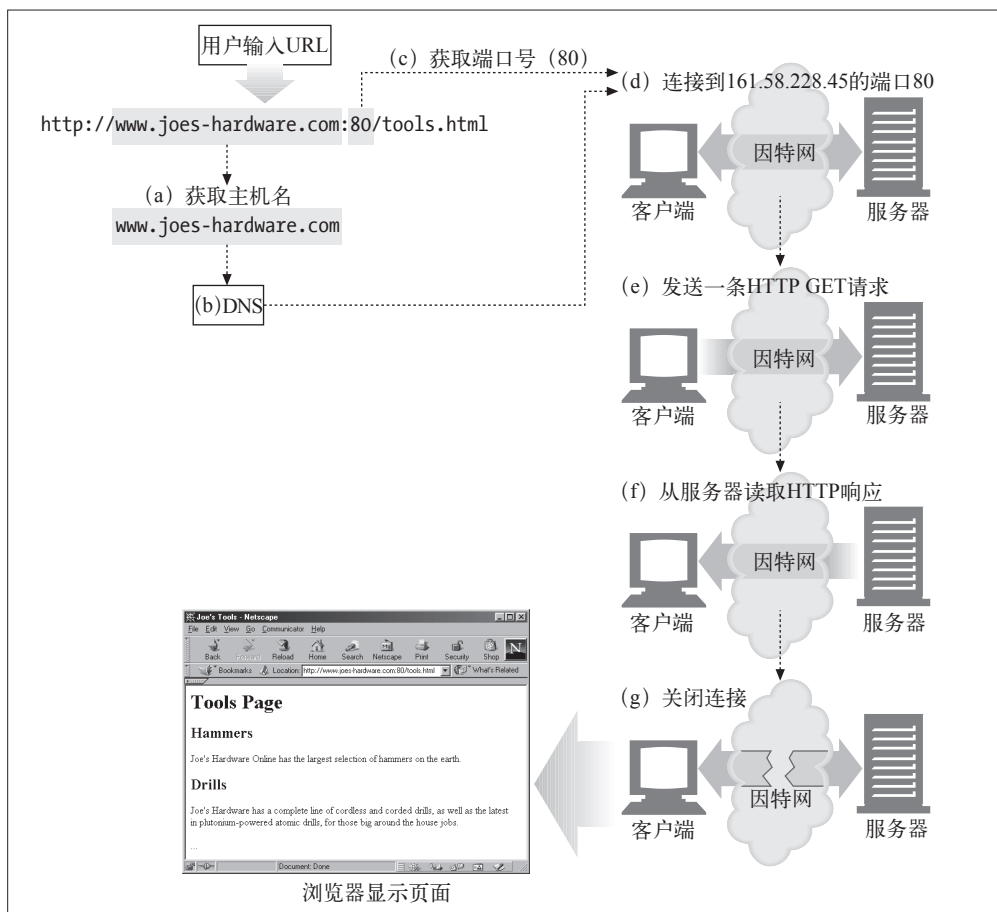 用户输入URL
(c) 获取端口号 (80)
http://www.joes-hardware.com:80/tools.html
(a) 获取主机名
www.joes-hardware.com
(b)DNS
(d) 连接到161.58.228.45的端口80
因特网
客户端
服务器
(e) 发送一条HTTP GET请求
因特网
客户端
服务器
(f) 从服务器读取HTTP响应
因特网
客户端
服务器
(g) 关闭连接
因特网
客户端
服务器
Joe's Tools - Netscape
File Edit View Go Communicator Help
Back Forward Reload Home Search Netscape Print Security Shop N
Bookmarks Location: http://www.joes-hardware.com:80/tools.html What's Related
Tools Page
Hammers
Joe's Hardware Online has the largest selection of hammers on the earth.
Drills
Joe's Hardware has a complete line of cordless and corded drills, as well as the latest
in plutonium-powered atomic drills, for those big around the house jobs.
...
Document: Done
浏览器显示页面